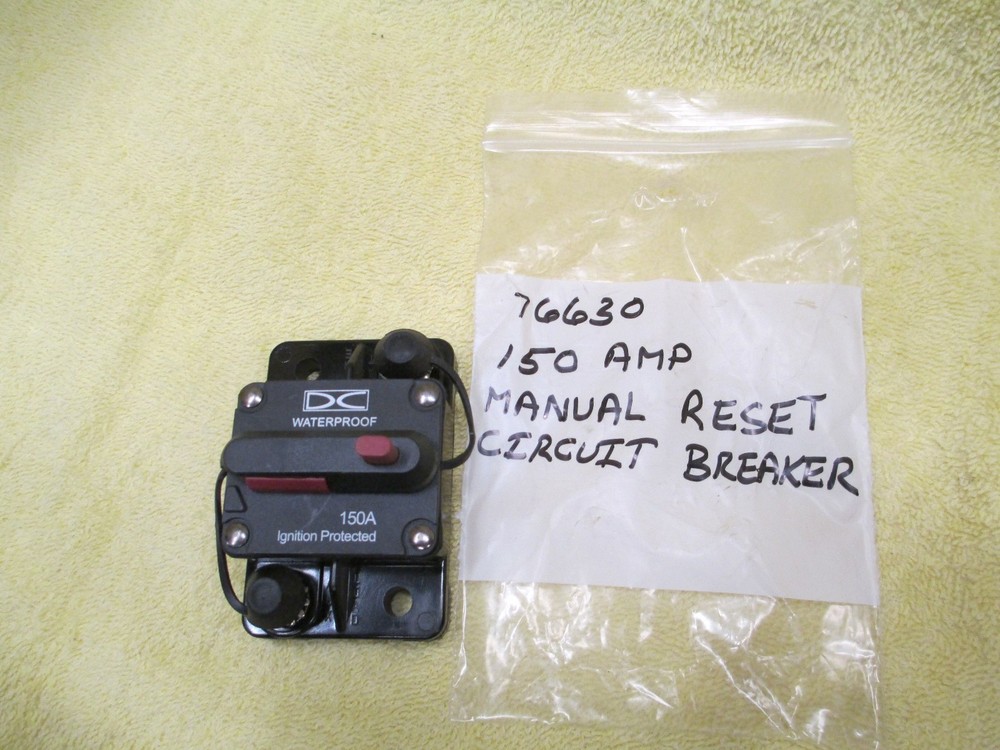 DC
WATERPROOF
150A
Ignition Protected
76630
150 AMP
MANUAL RESET
CIRCUIT BREAKER